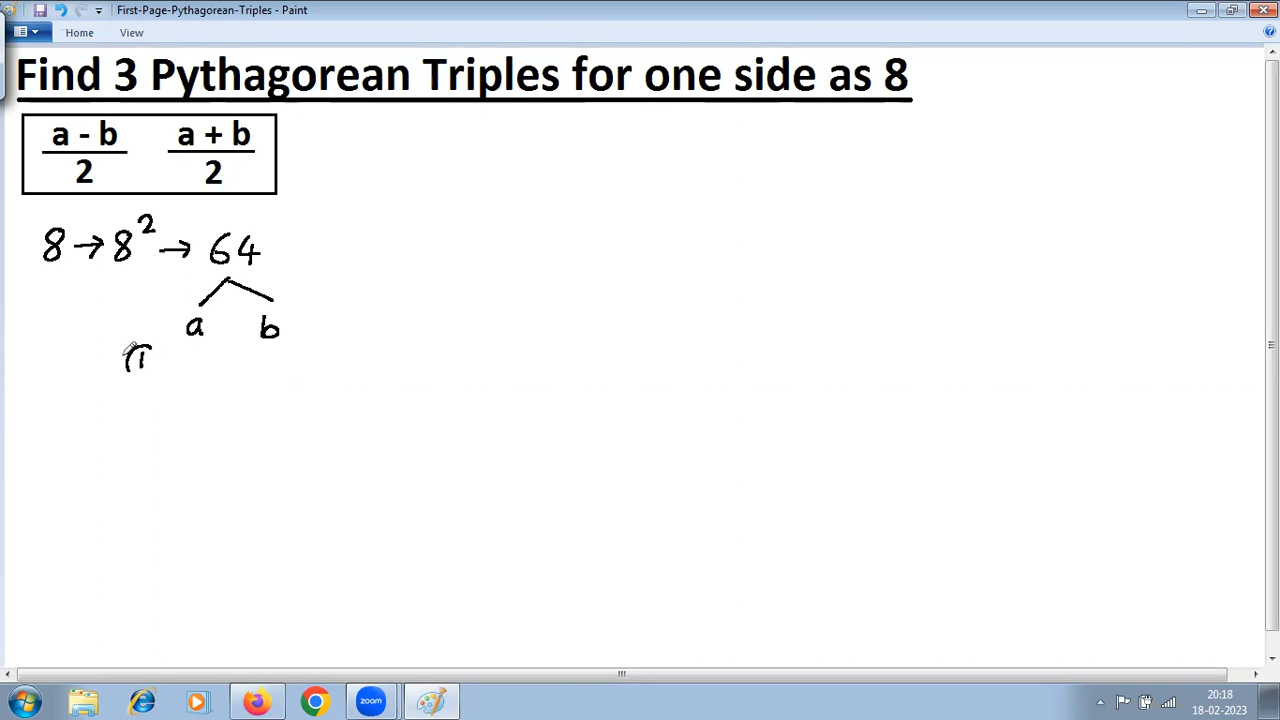 First-Page-Pythagorean-Triples - Paint
Home View
Find 3 Pythagorean Triples for one side as 8
a - b a + b
2 2
8 → 8² → 64
a b
zoom
20:18
18-02-2023